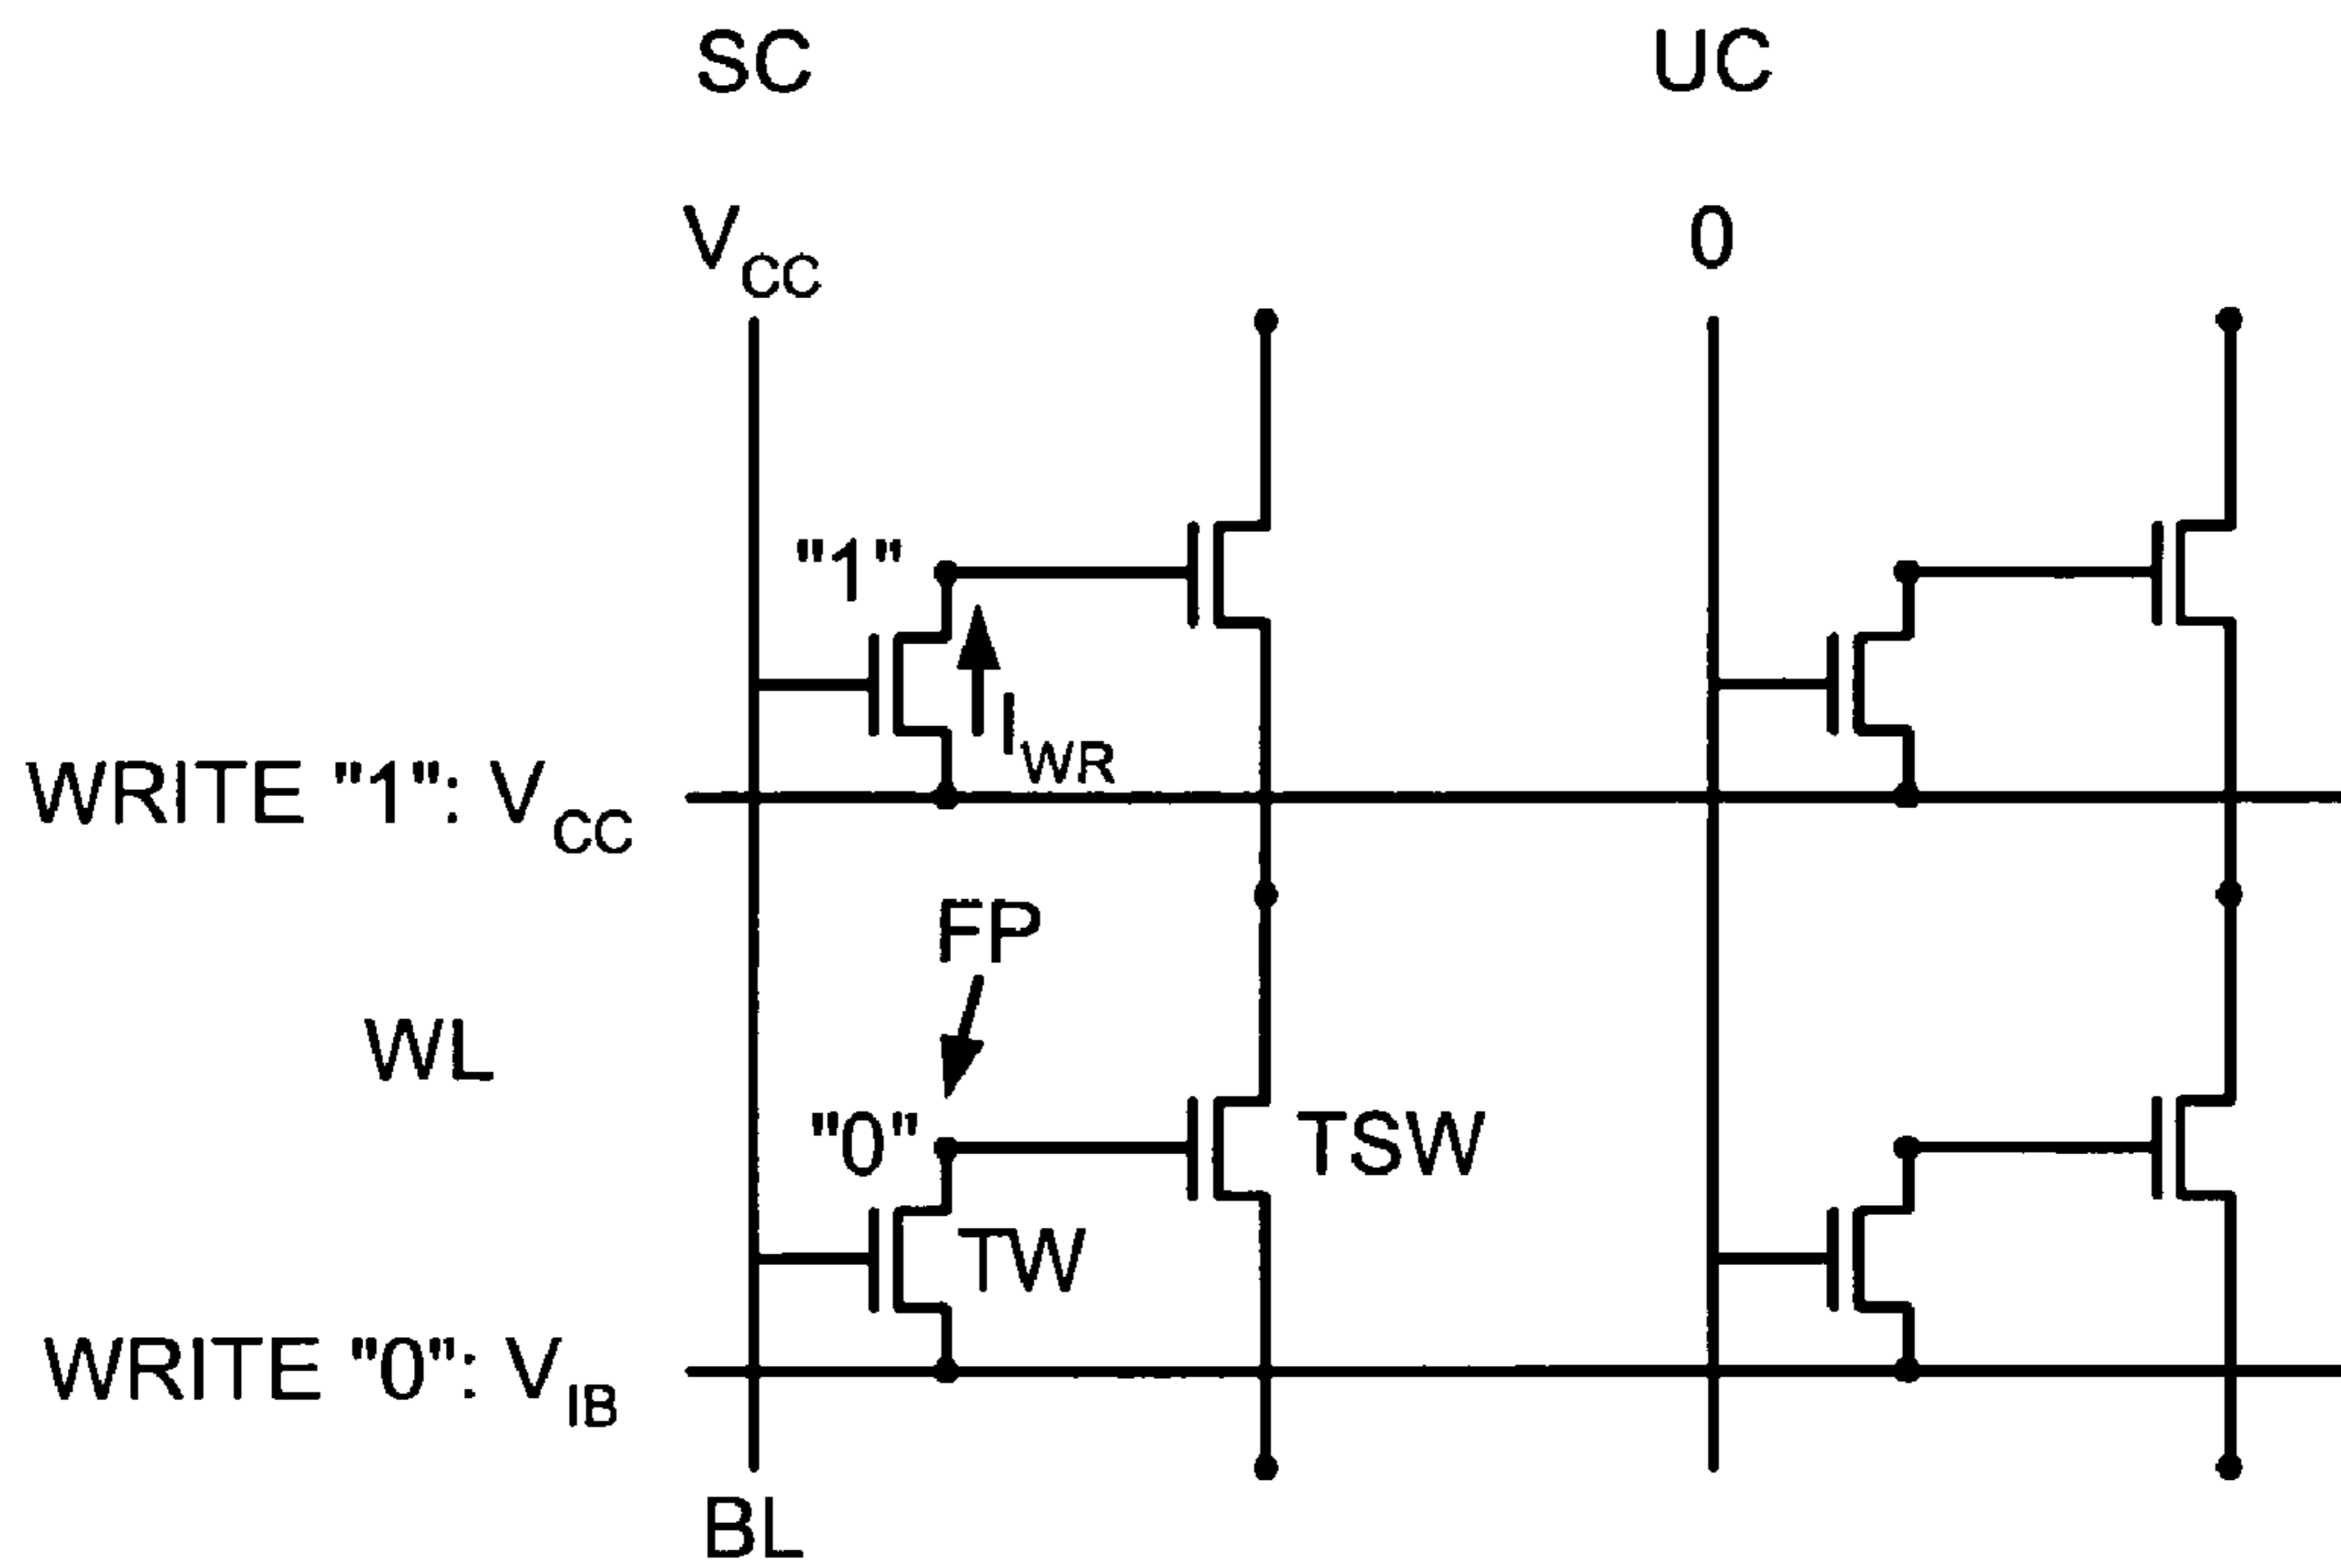 SC UC
VCC 0
"1"
IWR
WRITE "1": VCC
FP
WL
"0" TSW
TW
WRITE "0": VIB
BL